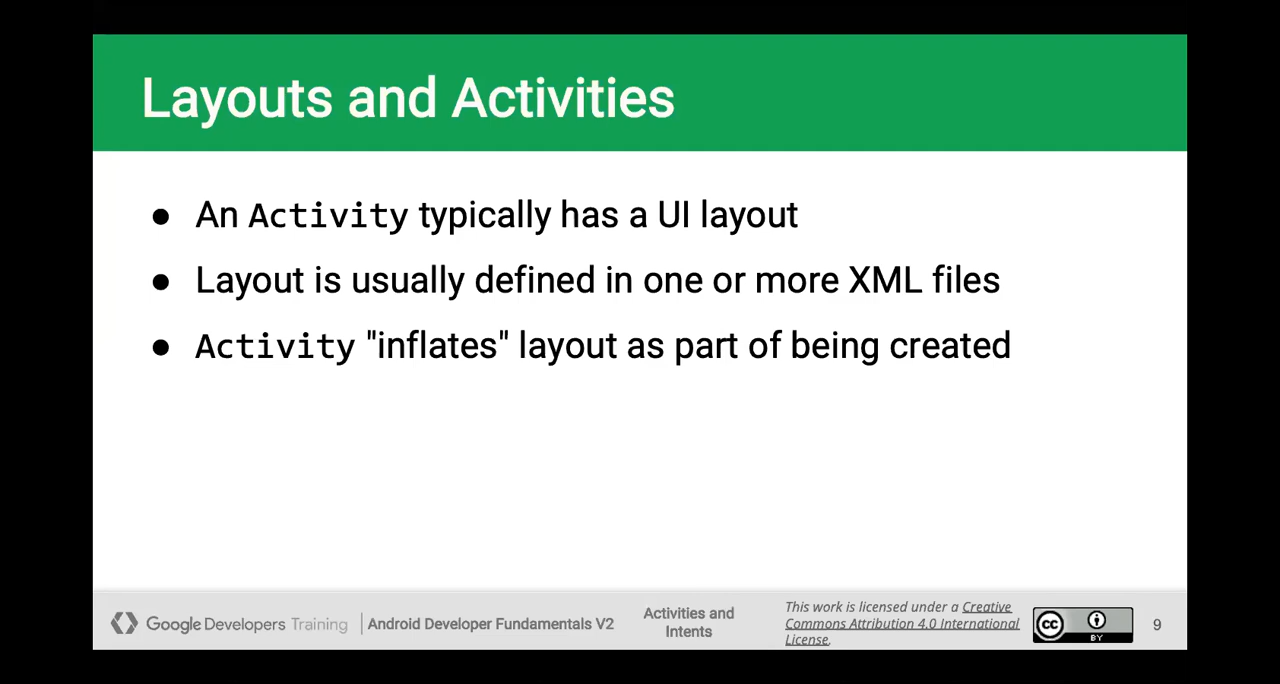 Layouts and Activities
● An Activity typically has a UI layout
● Layout is usually defined in one or more XML files
● Activity "inflates" layout as part of being created
Google Developers Training
Android Developer Fundamentals V2
Activities and
Intents
This work is licensed under a Creative
Commons Attribution 4.0 International
License.
cc
BY
9